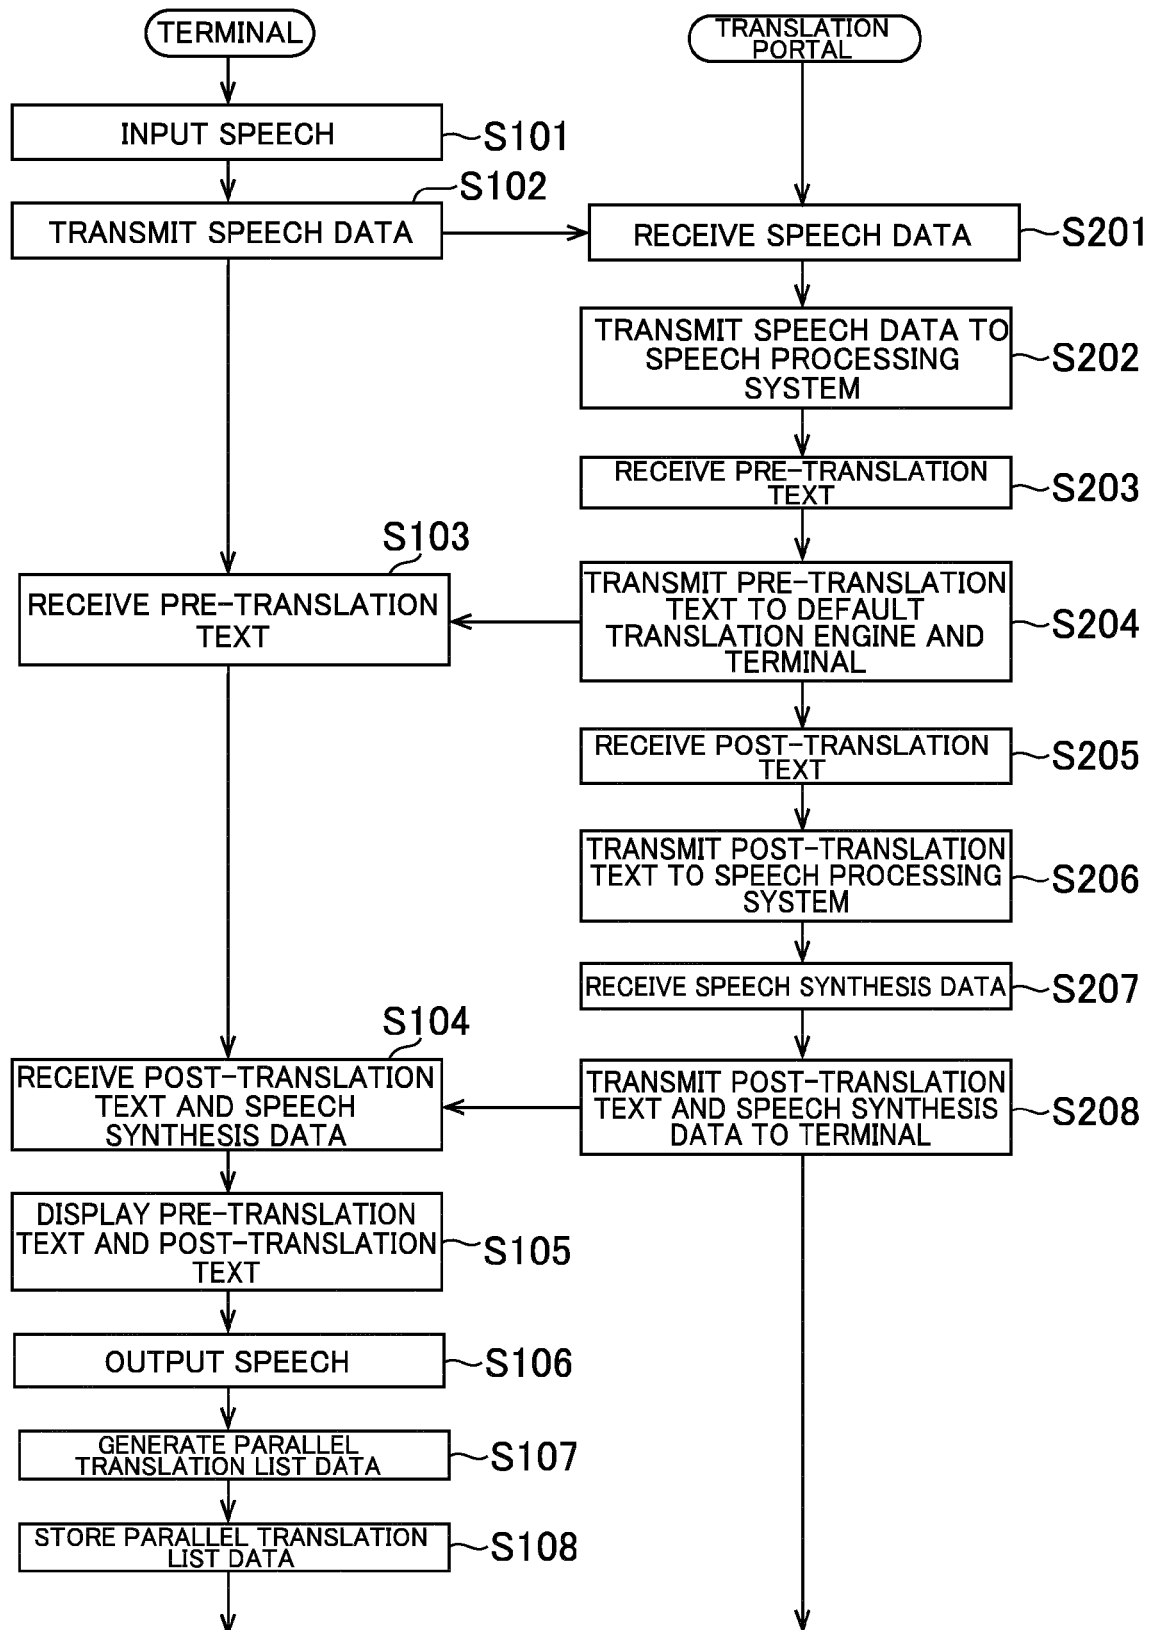 TERMINAL
INPUT SPEECH
S101
TRANSMIT SPEECH DATA
S102
RECEIVE PRE-TRANSLATION
TEXT
S103
RECEIVE POST-TRANSLATION
TEXT AND SPEECH
SYNTHESIS DATA
S104
DISPLAY PRE-TRANSLATION
TEXT AND POST-TRANSLATION
TEXT
S105
OUTPUT SPEECH
S106
GENERATE PARALLEL
TRANSLATION LIST DATA
S107
STORE PARALLEL TRANSLATION
LIST DATA
S108
TRANSLATION
PORTAL
RECEIVE SPEECH DATA
S201
TRANSMIT SPEECH DATA TO
SPEECH PROCESSING
SYSTEM
S202
RECEIVE PRE-TRANSLATION
TEXT
S203
TRANSMIT PRE-TRANSLATION
TEXT TO DEFAULT
TRANSLATION ENGINE AND
TERMINAL
S204
RECEIVE POST-TRANSLATION
TEXT
S205
TRANSMIT POST-TRANSLATION
TEXT TO SPEECH PROCESSING
SYSTEM
S206
RECEIVE SPEECH SYNTHESIS DATA
S207
TRANSMIT POST-TRANSLATION
TEXT AND SPEECH SYNTHESIS
DATA TO TERMINAL
S208